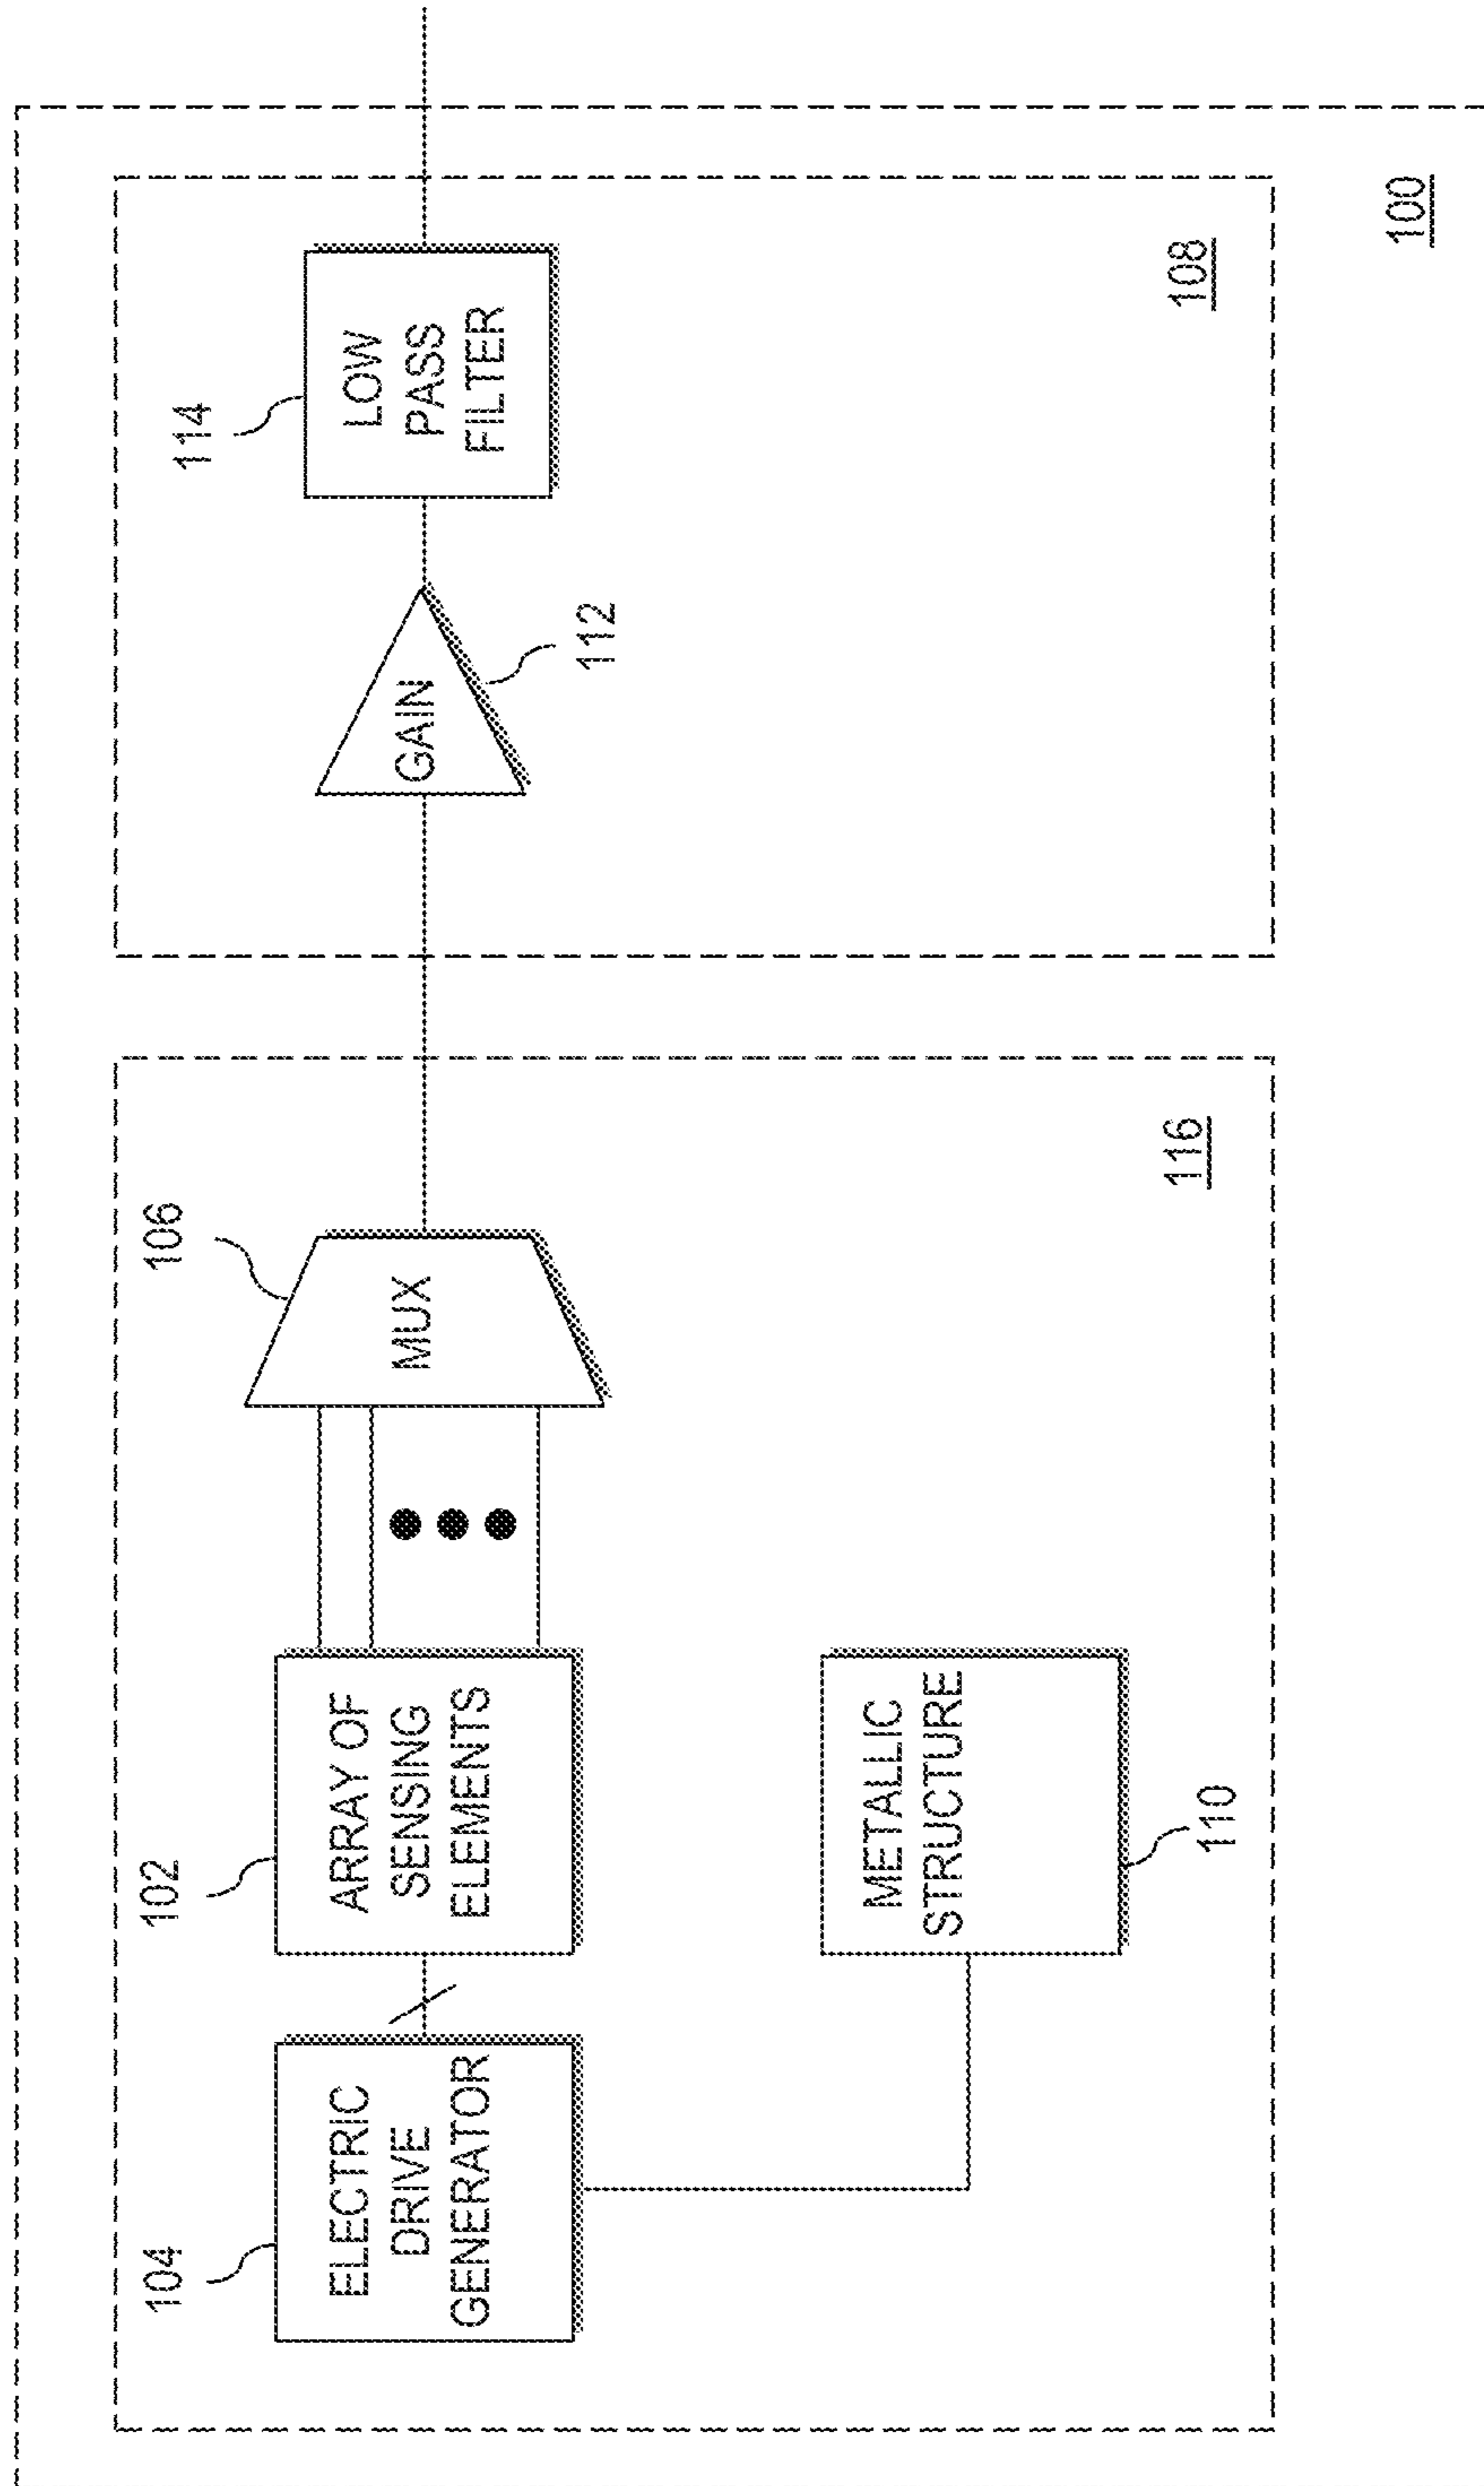 104
ELECTRIC
DRIVE
GENERATOR
102
ARRAY OF
SENSING
ELEMENTS
106
MUX
METALLIC
STRUCTURE
110
116
GAIN
112
114
LOW
PASS
FILTER
108
100